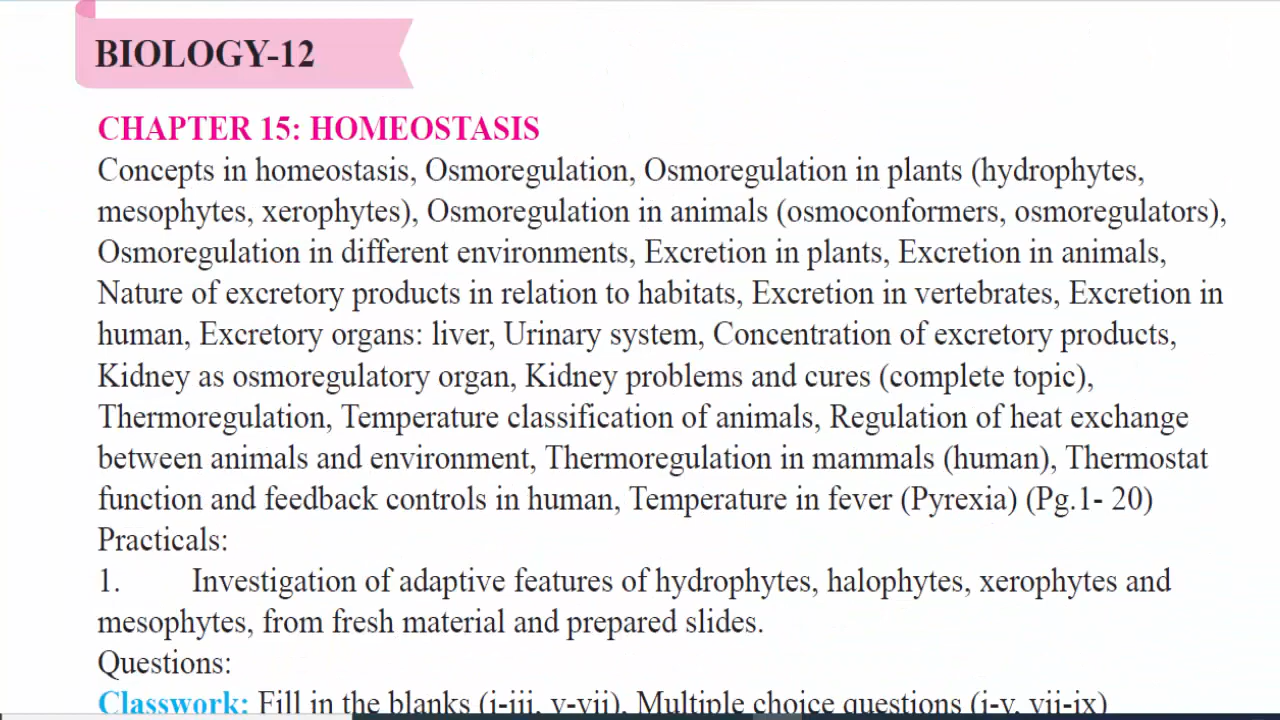 BIOLOGY-12
CHAPTER 15: HOMEOSTASIS
Concepts in homeostasis, Osmoregulation, Osmoregulation in plants (hydrophytes,
mesophytes, xerophytes), Osmoregulation in animals (osmoconformers, osmoregulators),
Osmoregulation in different environments, Excretion in plants, Excretion in animals,
Nature of excretory products in relation to habitats, Excretion in vertebrates, Excretion in
human, Excretory organs: liver, Urinary system, Concentration of excretory products,
Kidney as osmoregulatory organ, Kidney problems and cures (complete topic),
Thermoregulation, Temperature classification of animals, Regulation of heat exchange
between animals and environment, Thermoregulation in mammals (human), Thermostat
function and feedback controls in human, Temperature in fever (Pyrexia) (Pg.1- 20)
Practicals:
1. Investigation of adaptive features of hydrophytes, halophytes, xerophytes and
mesophytes, from fresh material and prepared slides.
Questions:
Classwork: Fill in the blanks (i-iii, v-vii), Multiple choice questions (i-v, vii-ix)